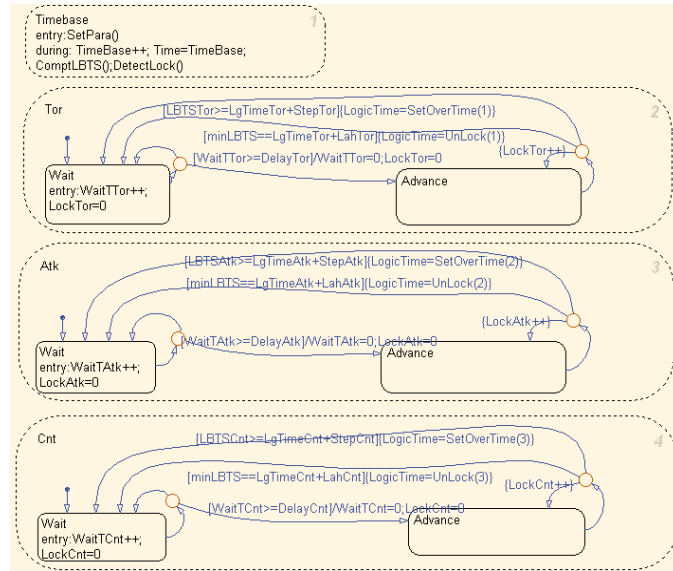 Timebase
1
entry:SetPara()
during: TimeBase++; Time=TimeBase;
ComptLBTS();DetectLock()
Tor
2
[LBTSTor>=LgTimeTor+StepTor]{LogicTime=SetOverTime(1)}
[minLBTS==LgTimeTor+LahTor]{LogicTime=UnLock(1)}
[WaitTTor>=DelayTor]/WaitTTor=0;LockTor=0
{LockTor++}
Wait
entry:WaitTTor++;
LockTor=0
Advance
Atk
3
[LBTSAtk>=LgTimeAtk+StepAtk]{LogicTime=SetOverTime(2)}
[minLBTS==LgTimeAtk+LahAtk]{LogicTime=UnLock(2)}
{LockAtk++}
[WaitTAtk>=DelayAtk]/WaitTAtk=0;LockAtk=0
Wait
entry:WaitTAtk++;
LockAtk=0
Advance
Cnt
4
[LBTSCnt>=LgTimeCnt+StepCnt]{LogicTime=SetOverTime(3)}
[minLBTS==LgTimeCnt+LahCnt]{LogicTime=UnLock(3)}
{LockCnt++}
[WaitTCnt>=DelayCnt]/WaitTCnt=0;LockCnt=0
Wait
entry:WaitTCnt++;
LockCnt=0
Advance